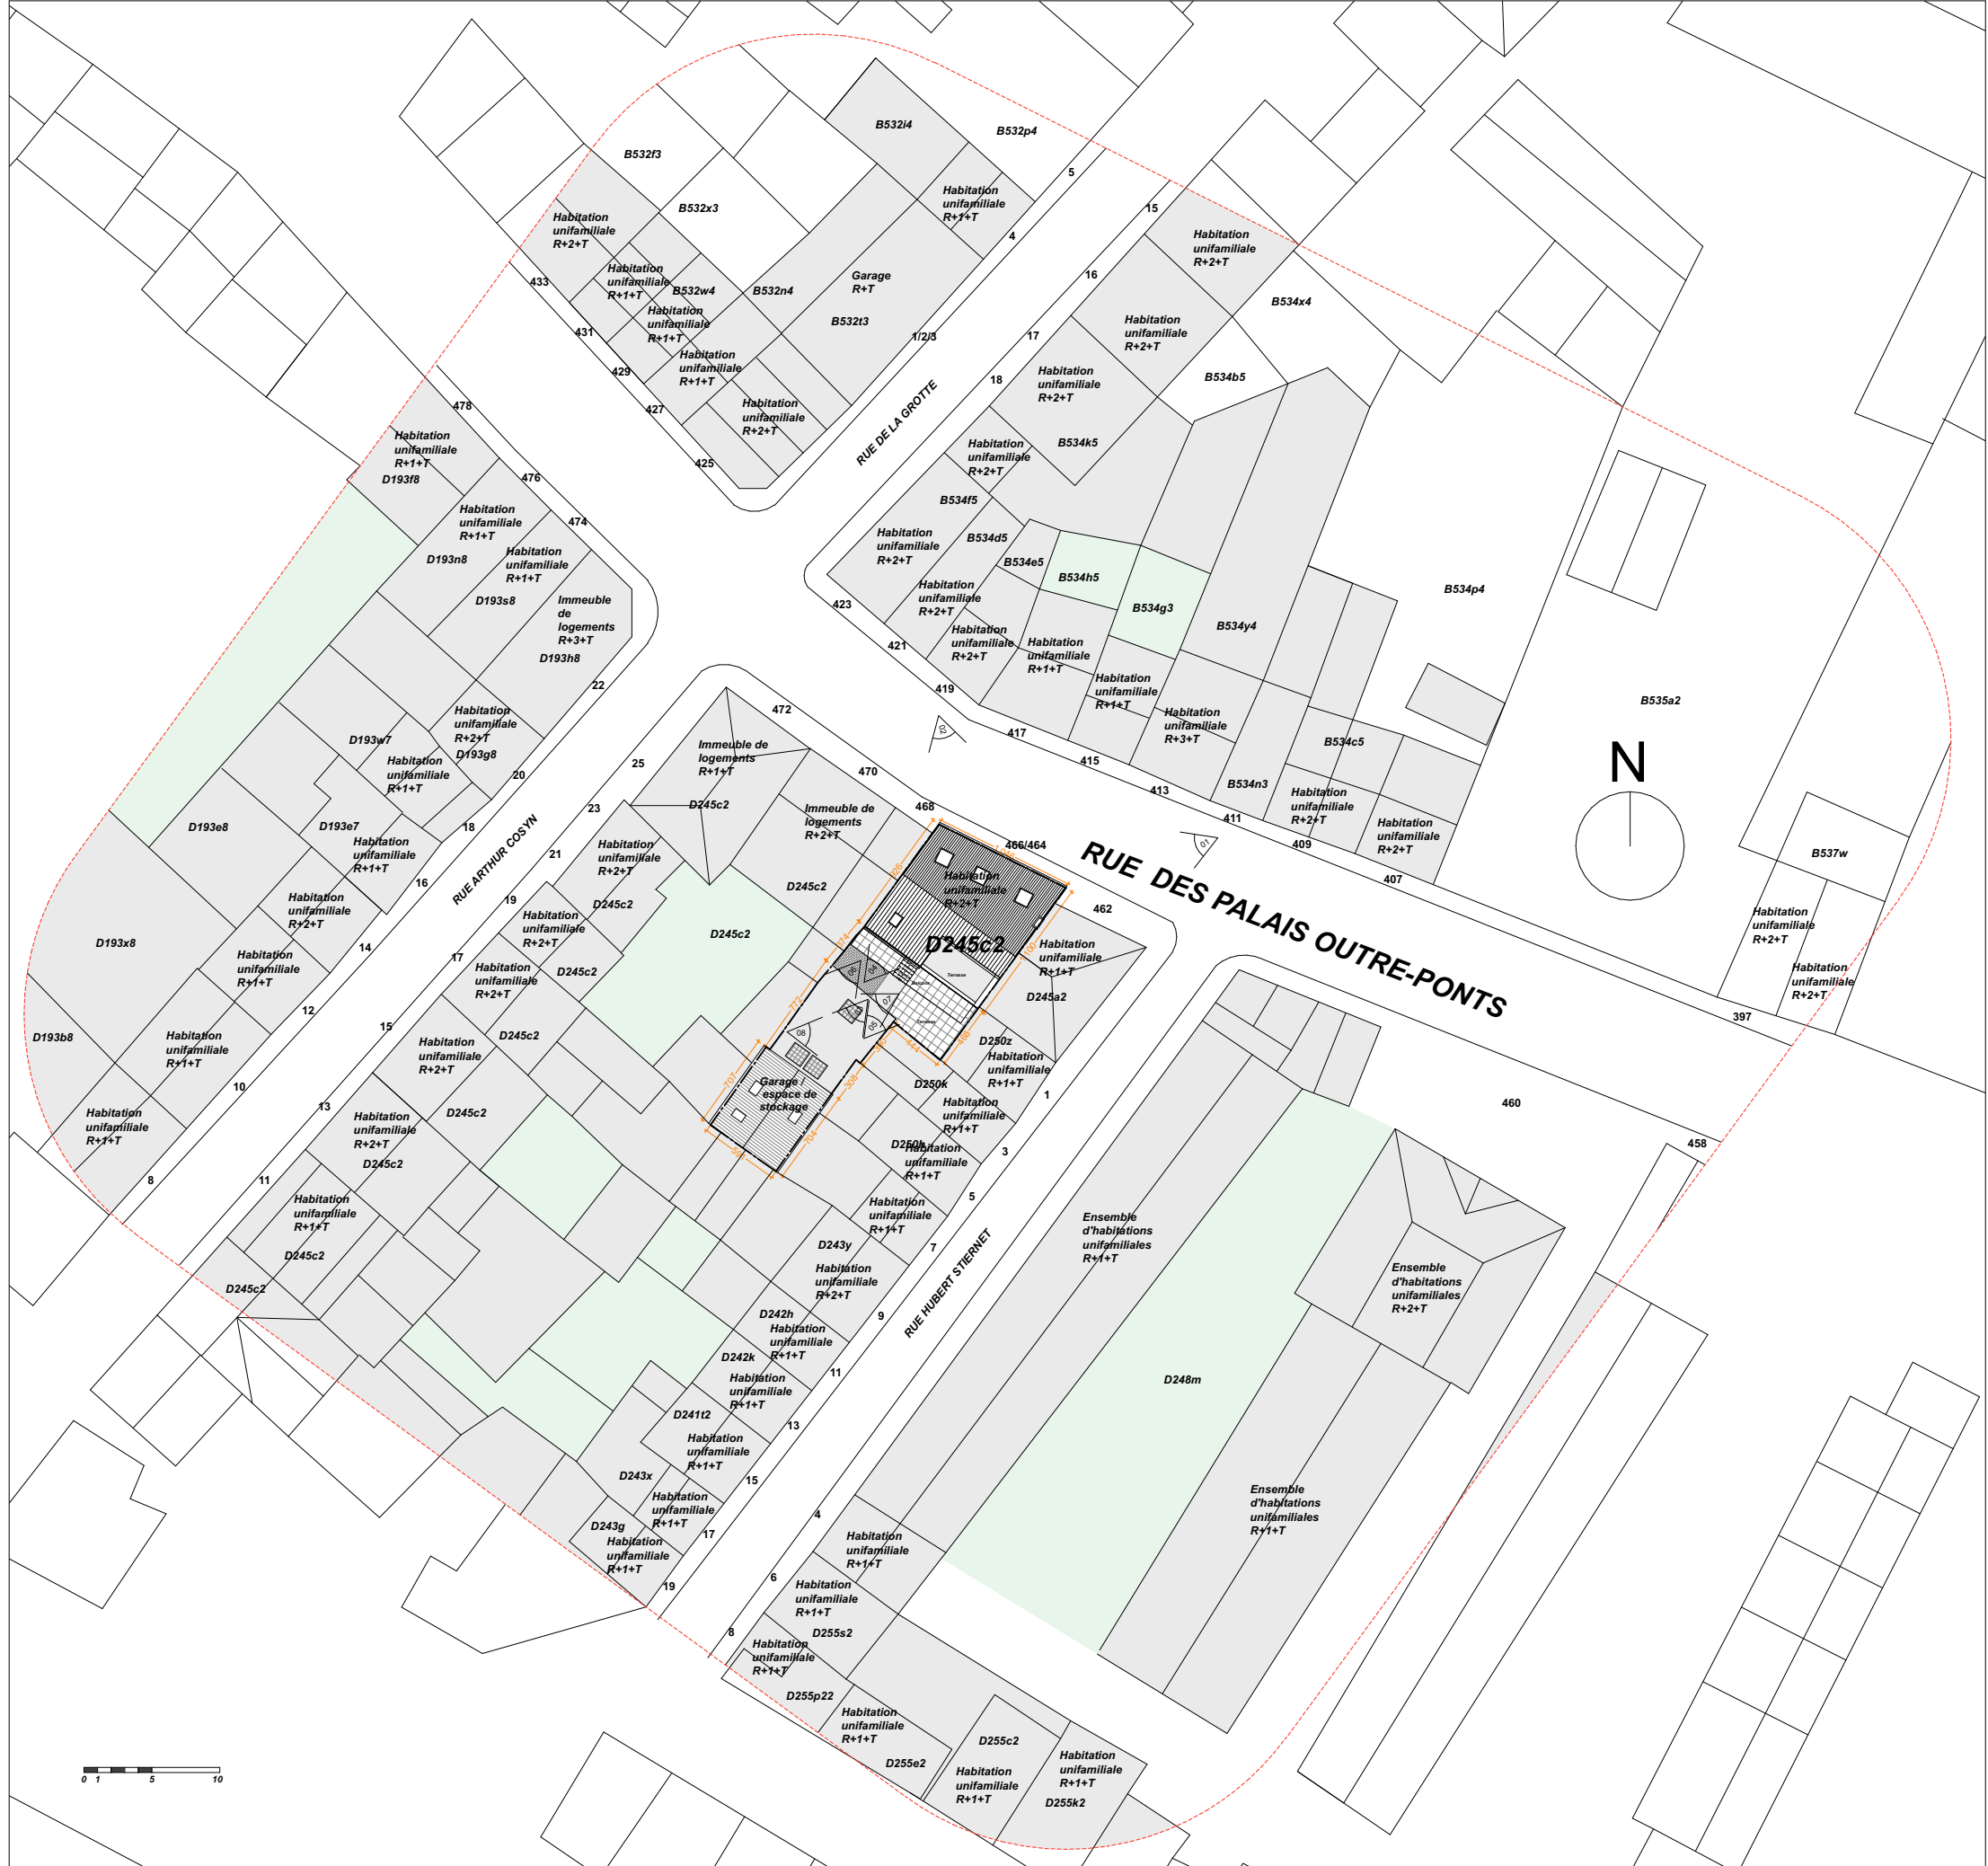 B532i4
B532p4
B532f3
5
Habitation
unifamiliale
R+1+T
B532x3
15
Habitation
unifamiliale
R+2+T
4
Habitation
unifamiliale
R+2+T
433
Habitation
unifamiliale
R+1+T
B532w4
B532n4
Garage
R+T
B532t3
16
B534x4
431
Habitation
unifamiliale
R+1+T
1/2/3
17
Habitation
unifamiliale
R+2+T
429
Habitation
unifamiliale
R+1+T
18
Habitation
unifamiliale
R+2+T
B534b5
478
427
Habitation
unifamiliale
R+2+T
RUE DE LA GROTTE
Habitation
unifamiliale
R+1+T
D193f8
425
Habitation
unifamiliale
R+2+T
B534k5
476
Habitation
unifamiliale
R+1+T
474
B534f5
D193n8
Habitation
unifamiliale
R+1+T
Habitation
unifamiliale
R+2+T
B534d5
B534e5
B534h5
B534p4
D193s8
Immeuble
de
logements
R+3+T
D193h8
423
Habitation
unifamiliale
R+2+T
B534g3
B534y4
421
Habitation
unifamiliale
R+2+T
Habitation
unifamiliale
R+1+T
22
419
Habitation
unifamiliale
R+1+T
B535a2
472
Habitation
unifamiliale
R+2+T
D193g8
D193w7
02
417
Habitation
unifamiliale
R+3+T
B534c5
N
Immeuble de
logements
R+1+T
D245c2
25
470
415
Habitation
unifamiliale
R+1+T
20
413
B534n3
Habitation
unifamiliale
R+2+T
23
468
Immeuble de
logements
R+2+T
411
Habitation
unifamiliale
R+2+T
D193e8
D193e7
18
Habitation
unifamiliale
R+1+T
21
Habitation
unifamiliale
R+2+T
466/464
01
409
407
B537w
RUE ARTHUR COSYN
16
Habitation
unifamiliale
R+2+T
D245c2
RUE DES PALAIS OUTRE-PONTS
Habitation
unifamiliale
R+2+T
19
D245c2
Habitation
unifamiliale
R+2+T
462
Habitation
unifamiliale
R+2+T
D193x8
14
17
D245c2
D245c2
Habitation
unifamiliale
R+1+T
Habitation
unifamiliale
R+1+T
Habitation
unifamiliale
R+2+T
D245c2
06
04
Terrasse
D245a2
Habitation
unifamiliale
R+2+T
12
15
772
07
Terrasse
397
D193b8
Habitation
unifamiliale
R+1+T
Habitation
unifamiliale
R+2+T
D245c2
08
05
444
D250z
Habitation
unifamiliale
R+1+T
10
13
707
Garage /
espace de
stockage
308
D250k
1
Habitation
unifamiliale
R+1+T
Habitation
unifamiliale
R+1+T
Habitation
unifamiliale
R+2+T
D245c2
704
460
3
Habitation
unifamiliale
R+1+T
458
D245c2
8
11
5
Habitation
unifamiliale
R+1+T
Habitation
unifamiliale
R+1+T
D245c2
D243y
7
Ensemble
d'habitations
unifamiliales
R+1+T
D245c2
Habitation
unifamiliale
R+2+T
RUE HUBERT STIERNET
Ensemble
d'habitations
unifamiliales
R+2+T
D242h
9
Habitation
unifamiliale
R+1+T
D242k
11
Habitation
unifamiliale
R+1+T
D248m
D241t2
13
Habitation
unifamiliale
R+1+T
D243x
15
Habitation
unifamiliale
R+1+T
4
Ensemble
d'habitations
unifamiliales
R+1+T
D243g
17
Habitation
unifamiliale
R+1+T
Habitation
unifamiliale
R+1+T
19
6
Habitation
unifamiliale
R+1+T
8
D255s2
Habitation
unifamiliale
R+1+T
D255p22
Habitation
unifamiliale
R+1+T
D255e2
D255c2
Habitation
unifamiliale
R+1+T
Habitation
unifamiliale
R+1+T
D255k2
0 1 5 10